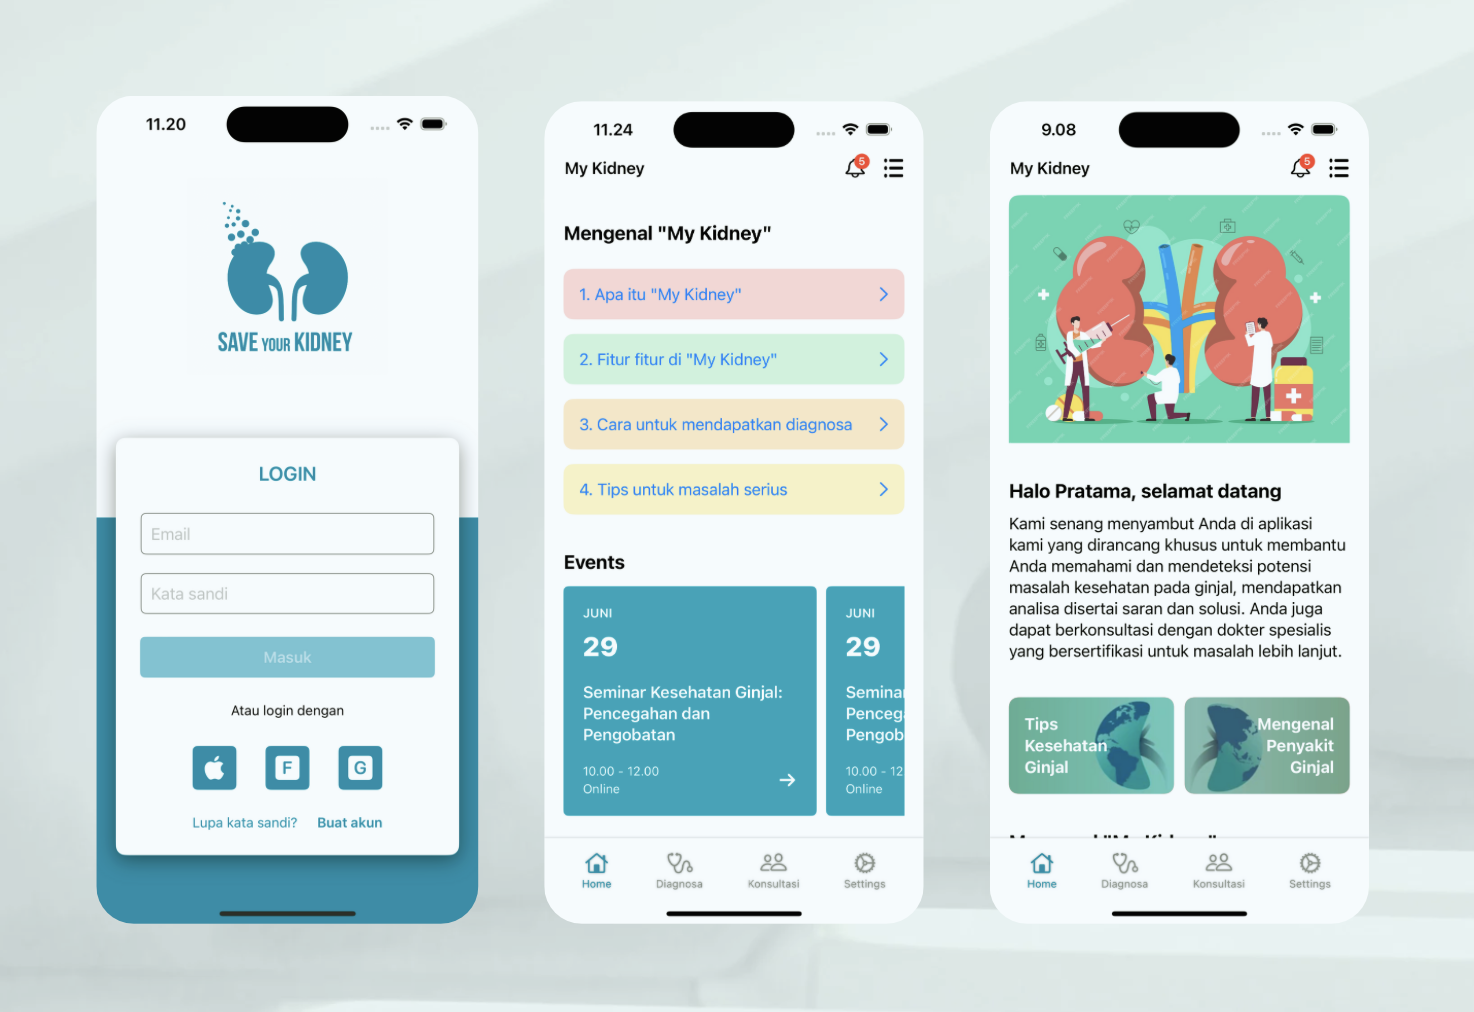 11.20
SAVE YOUR KIDNEY
LOGIN
Email
Kata sandi
Masuk
Atau login dengan
F
G
Lupa kata sandi? Buat akun
11.24
My Kidney
5
Mengenal "My Kidney"
1. Apa itu "My Kidney"
2. Fitur fitur di "My Kidney"
3. Cara untuk mendapatkan diagnosa
4. Tips untuk masalah serius
Events
JUNI
29
Seminar Kesehatan Ginjal:
Pencegahan dan
Pengobatan
10.00 - 12.00
Online
JUNI
29
Semina
Penceg
Pengob
10.00 - 12
Online
Home
Diagnosa
Konsultasi
Settings
9.08
My Kidney
5
Halo Pratama, selamat datang
Kami senang menyambut Anda di aplikasi
kami yang dirancang khusus untuk membantu
Anda memahami dan mendeteksi potensi
masalah kesehatan pada ginjal, mendapatkan
analisa disertai saran dan solusi. Anda juga
dapat berkonsultasi dengan dokter spesialis
yang bersertifikasi untuk masalah lebih lanjut.
Tips
Kesehatan
Ginjal
Mengenal
Penyakit
Ginjal
Mengenal "My Kidney"
Home
Diagnosa
Konsultasi
Settings